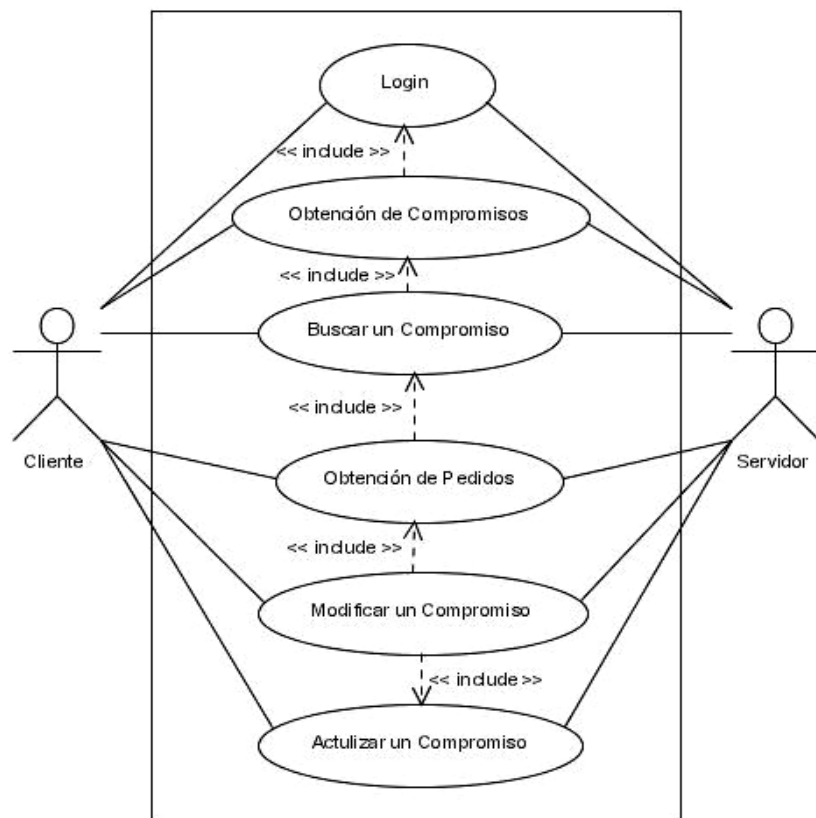 Login
<< include >>
Obtención de Compromisos
<< include >>
Buscar un Compromiso
<< include >>
Cliente
Obtención de Pedidos
Servidor
<< include >>
Modificar un Compromiso
<< include >>
Actulizar un Compromiso